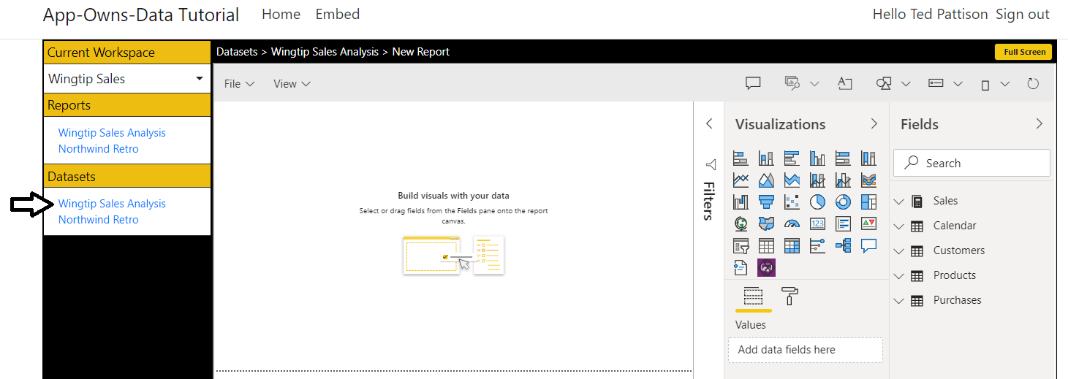 App-Owns-Data Tutorial Home Embed Hello Ted Pattison Sign out
Current Workspace
Wingtip Sales
Reports
Wingtip Sales Analysis
Northwind Retro
Datasets
Wingtip Sales Analysis
Northwind Retro
Datasets > Wingtip Sales Analysis > New Report Full Screen
File View
Build visuals with your data
Select or drag fields from the Fields pane onto the report
canvas.
Filters
Visualizations
123
Values
Add data fields here
Fields
Search
Sales
Calendar
Customers
Products
Purchases